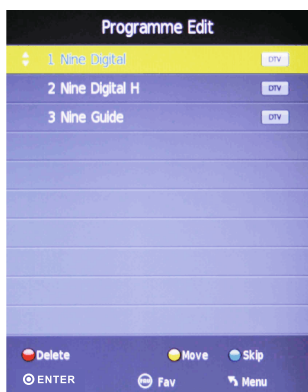 Programme Edit
1 Nine Digital DTV
2 Nine Digital H DTV
3 Nine Guide DTV
Delete Move Skip
ENTER Fav Menu